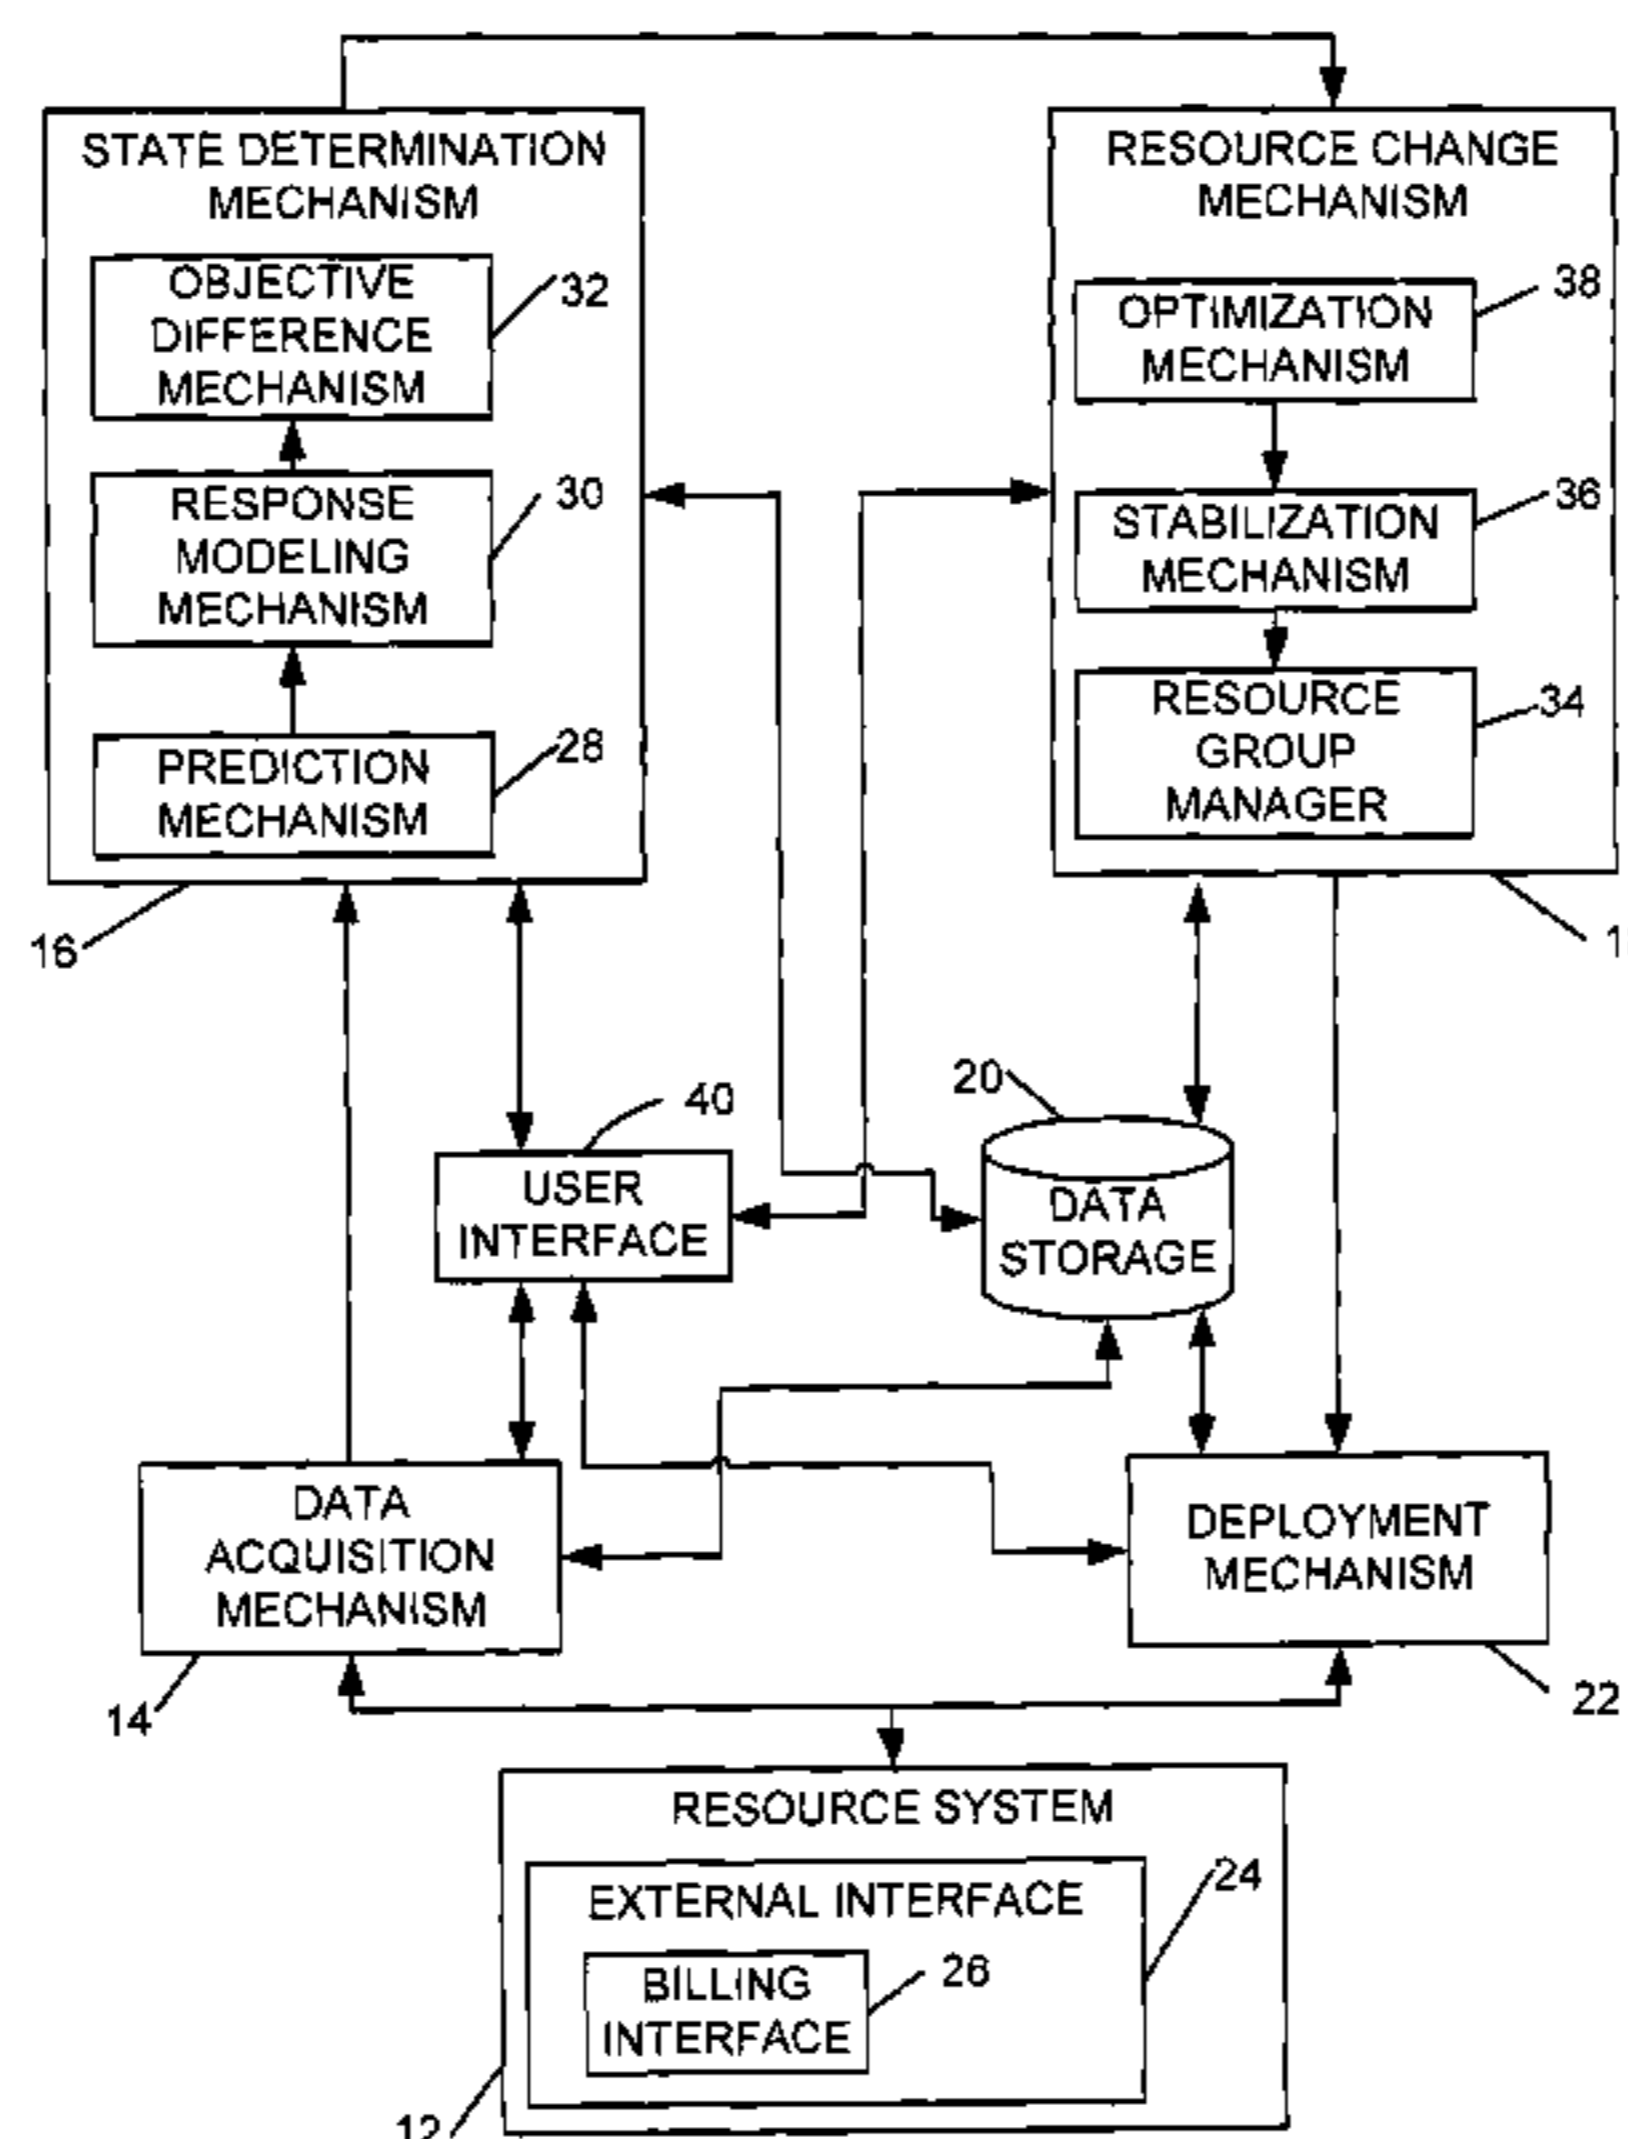 STATE DETERMINATION
MECHANISM
OBJECTIVE
DIFFERENCE
MECHANISM
32
RESPONSE
MODELING
MECHANISM
30
PREDICTION
MECHANISM
28
16
RESOURCE CHANGE
MECHANISM
OPTIMIZATION
MECHANISM
38
STABILIZATION
MECHANISM
36
RESOURCE
GROUP
MANAGER
34
40
USER
INTERFACE
20
DATA
STORAGE
DATA
ACQUISITION
MECHANISM
14
DEPLOYMENT
MECHANISM
22
RESOURCE SYSTEM
EXTERNAL INTERFACE
24
BILLING
INTERFACE
26
12